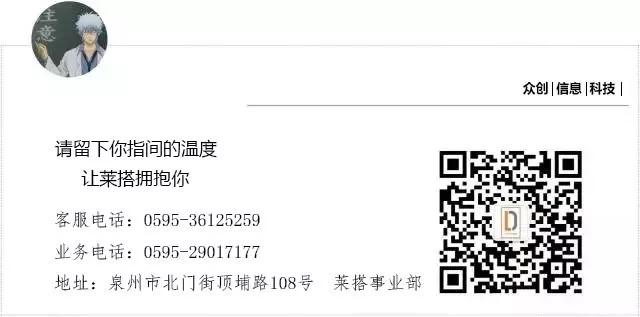 注意
众创|信息|科技|
请留下你指间的温度
让莱搭拥抱你
客服电话：0595-36125259
业务电话：0595-29017177
地址：泉州市北门街顶埔路108号 莱搭事业部
D